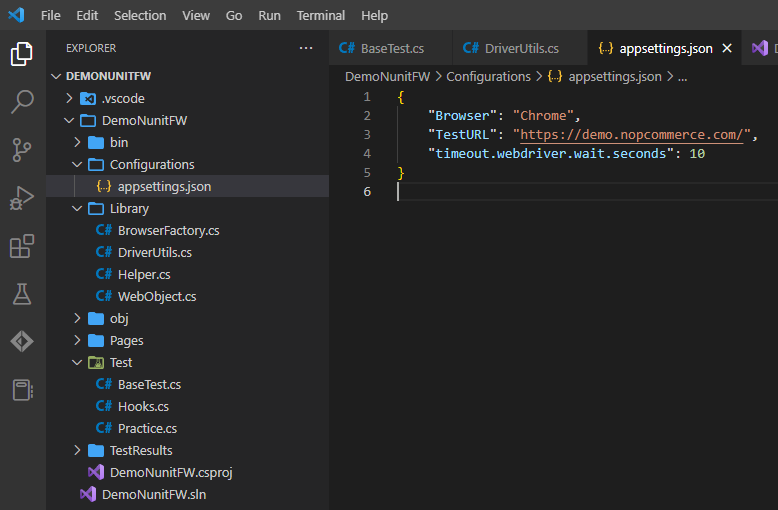 File Edit Selection View Go Run Terminal Help
EXPLORER ...
C# BaseTest.cs C# DriverUtils.cs {..} appsettings.json
DEMONUNITFW
DemoNunitFW > Configurations > {..} appsettings.json > ...
.vscode
DemoNunitFW
bin
Configurations
{..} appsettings.json
Library
C# BrowserFactory.cs
C# DriverUtils.cs
C# Helper.cs
C# WebObject.cs
obj
Pages
Test
C# BaseTest.cs
C# Hooks.cs
C# Practice.cs
TestResults
DemoNunitFW.csproj
DemoNunitFW.sln
1 {
2 "Browser": "Chrome",
3 "TestURL": "https://demo.nopcommerce.com/",
4 "timeout.webdriver.wait.seconds": 10
5 }
6